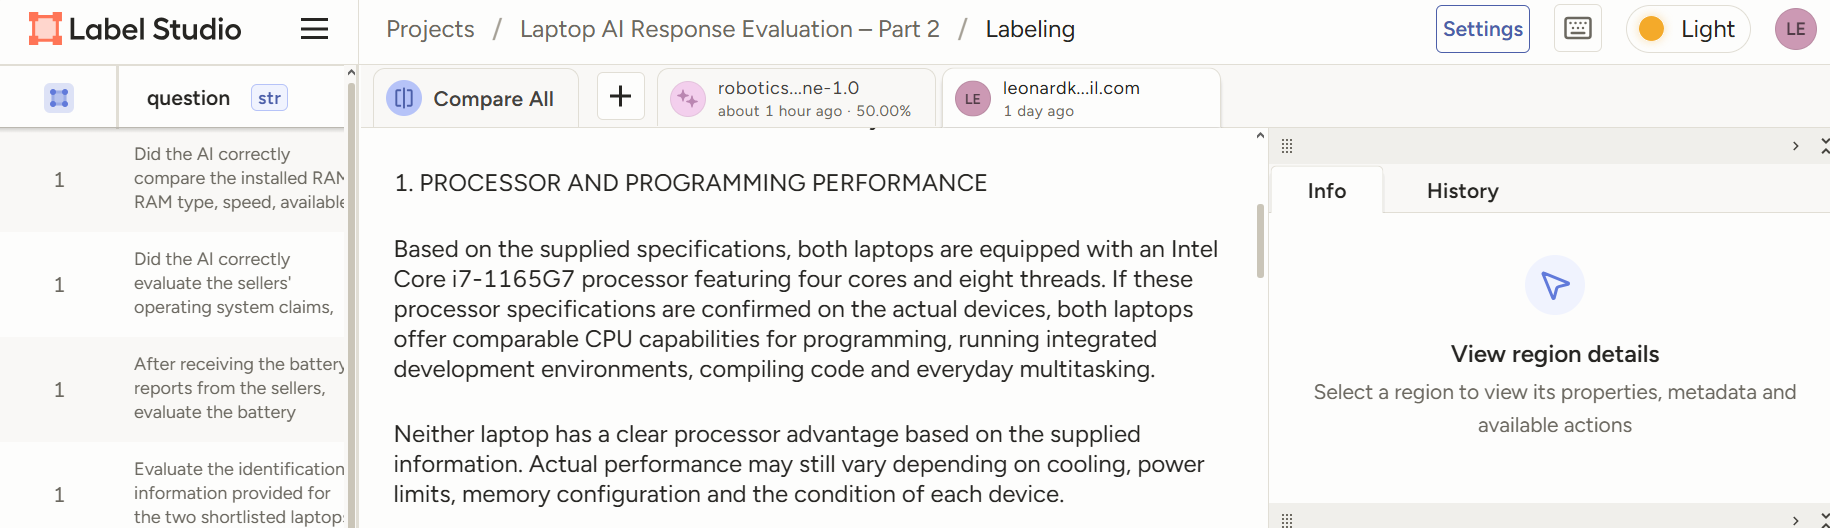 Label Studio
Projects / Laptop AI Response Evaluation – Part 2 / Labeling
Settings
Light
LE
question str
Compare All
+
robotics...ne-1.0
about 1 hour ago · 50.00%
LE
leonardk...il.com
1 day ago
1
Did the AI correctly
compare the installed RAM
RAM type, speed, available
1
Did the AI correctly
evaluate the sellers'
operating system claims,
1
After receiving the battery
reports from the sellers,
evaluate the battery
1
Evaluate the identification
information provided for
the two shortlisted laptops
1. PROCESSOR AND PROGRAMMING PERFORMANCE
Based on the supplied specifications, both laptops are equipped with an Intel
Core i7-1165G7 processor featuring four cores and eight threads. If these
processor specifications are confirmed on the actual devices, both laptops
offer comparable CPU capabilities for programming, running integrated
development environments, compiling code and everyday multitasking.
Neither laptop has a clear processor advantage based on the supplied
information. Actual performance may still vary depending on cooling, power
limits, memory configuration and the condition of each device.
Info
History
View region details
Select a region to view its properties, metadata and
available actions